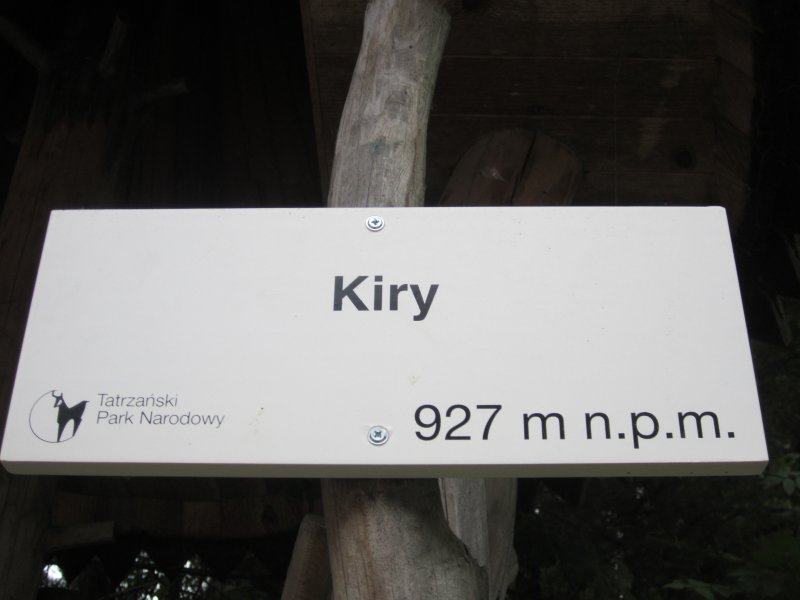 Kiry
Tatrzański
Park Narodowy
927 m n.p.m.